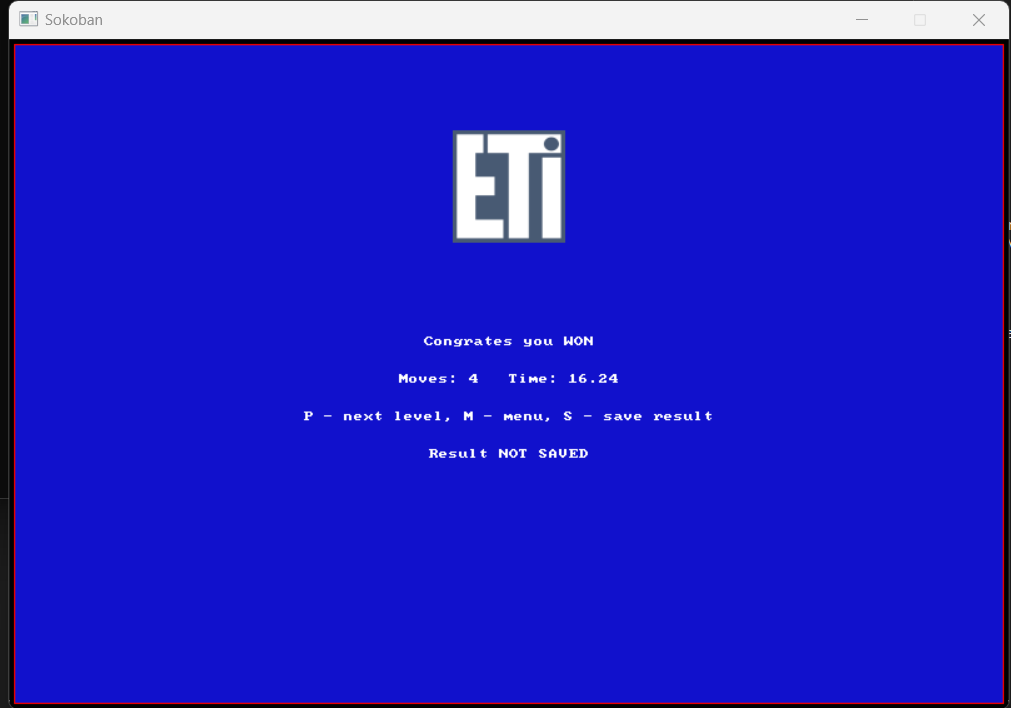 Sokoban
ETi
Congrates you WON
Moves: 4 Time: 16.24
P - next level, M - menu, S - save result
Result NOT SAVED